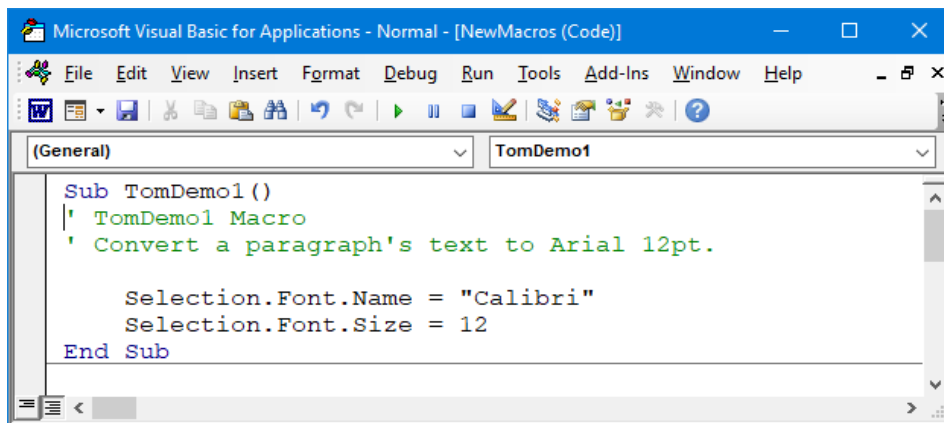 Microsoft Visual Basic for Applications - Normal - [NewMacros (Code)]
File Edit View Insert Format Debug Run Tools Add-Ins Window Help
(General) TomDemo1
Sub TomDemo1()
' TomDemo1 Macro
' Convert a paragraph's text to Arial 12pt.
Selection.Font.Name = "Calibri"
Selection.Font.Size = 12
End Sub